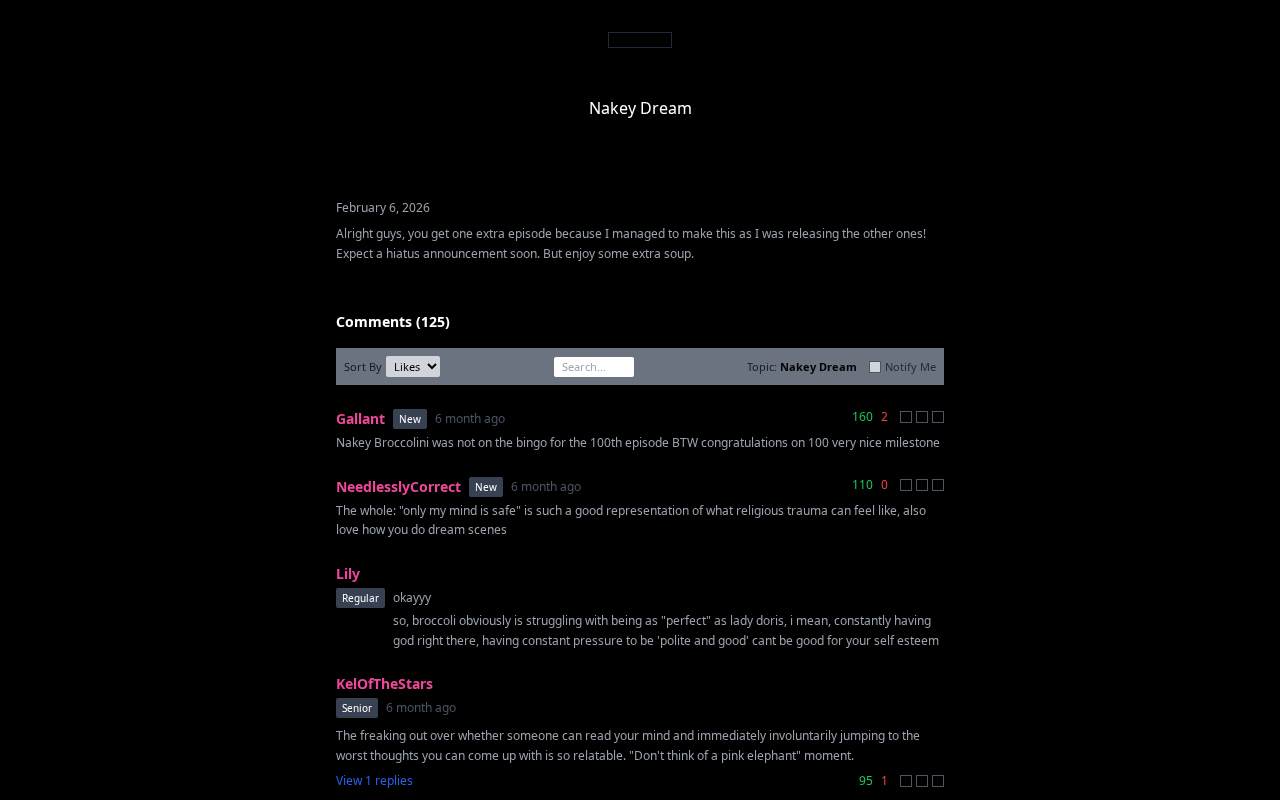 Nakey Dream
February 6, 2026
Alright guys, you get one extra episode because I managed to make this as I was releasing the other ones!
Expect a hiatus announcement soon. But enjoy some extra soup.
Comments (125)
Sort By Likes Search... Topic: Nakey Dream Notify Me
Gallant New 6 month ago 160 2
Nakey Broccolini was not on the bingo for the 100th episode BTW congratulations on 100 very nice milestone
NeedlesslyCorrect New 6 month ago 110 0
The whole: "only my mind is safe" is such a good representation of what religious trauma can feel like, also
love how you do dream scenes
Lily
Regular okayyy
so, broccoli obviously is struggling with being as "perfect" as lady doris, i mean, constantly having
god right there, having constant pressure to be 'polite and good' cant be good for your self esteem
KelOfTheStars
Senior 6 month ago
The freaking out over whether someone can read your mind and immediately involuntarily jumping to the
worst thoughts you can come up with is so relatable. "Don't think of a pink elephant" moment.
View 1 replies 95 1